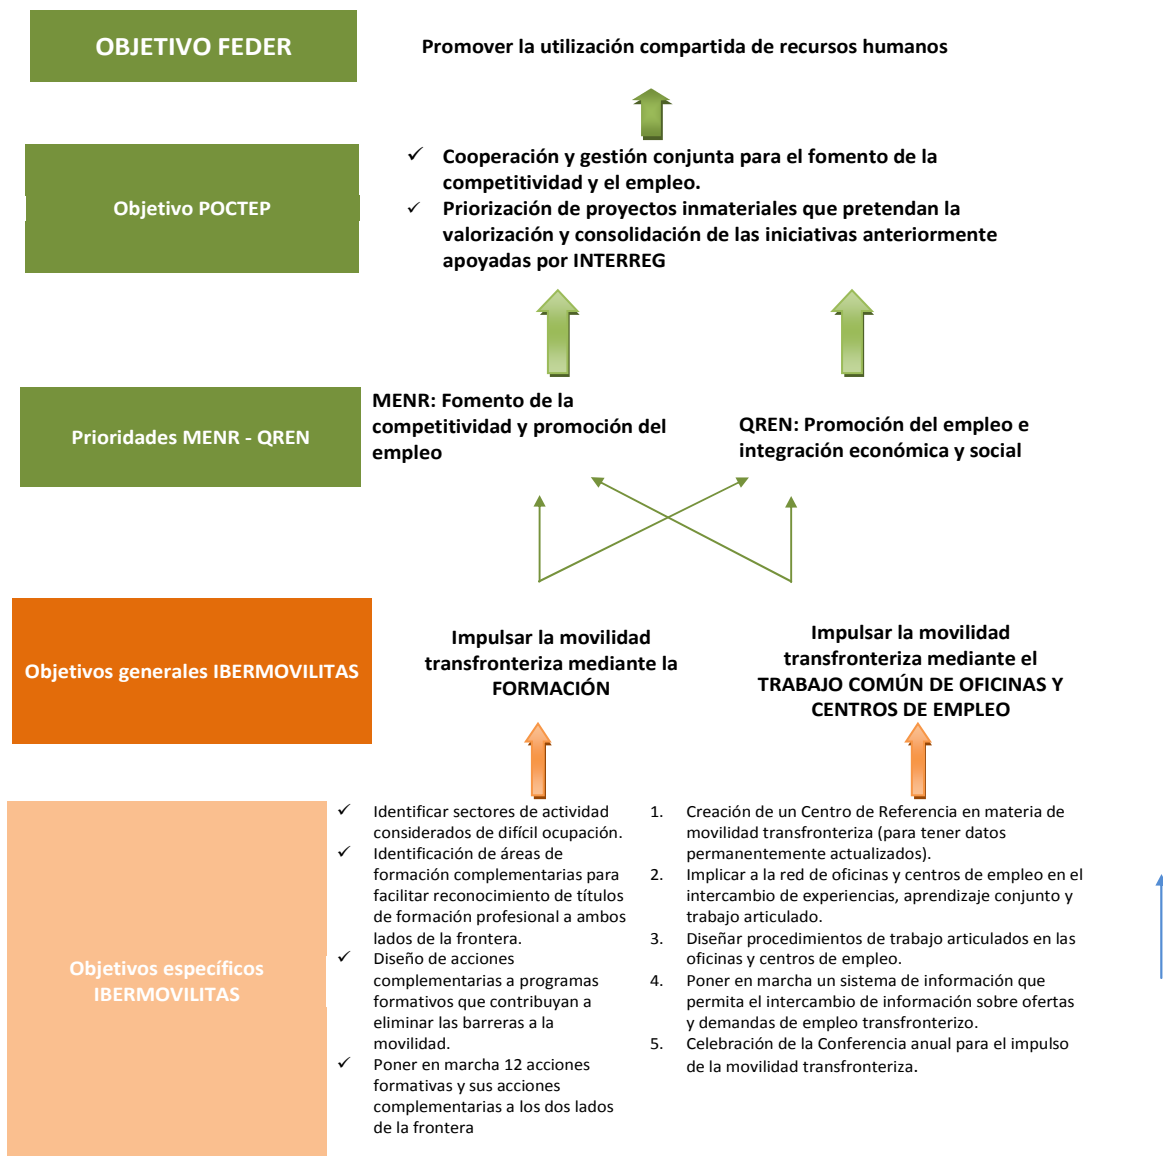 OBJETIVO FEDER
Promover la utilización compartida de recursos humanos
Objetivo POCTEP
✓ Cooperación y gestión conjunta para el fomento de la
competitividad y el empleo.
✓ Priorización de proyectos inmateriales que pretendan la
valorización y consolidación de las iniciativas anteriormente
apoyadas por INTERREG
Prioridades MENR - QREN
MENR: Fomento de la
competitividad y promoción del
empleo
QREN: Promoción del empleo e
integración económica y social
Objetivos generales IBERMOVILITAS
Impulsar la movilidad
transfronteriza mediante la
FORMACIÓN
Impulsar la movilidad
transfronteriza mediante el
TRABAJO COMÚN DE OFICINAS Y
CENTROS DE EMPLEO
Objetivos específicos
IBERMOVILITAS
✓ Identificar sectores de actividad
considerados de difícil ocupación.
✓ Identificación de áreas de
formación complementarias para
facilitar reconocimiento de títulos
de formación profesional a ambos
lados de la frontera.
✓ Diseño de acciones
complementarias a programas
formativos que contribuyan a
eliminar las barreras a la
movilidad.
✓ Poner en marcha 12 acciones
formativas y sus acciones
complementarias a los dos lados
de la frontera
1. Creación de un Centro de Referencia en materia de
movilidad transfronteriza (para tener datos
permanentemente actualizados).
2. Implicar a la red de oficinas y centros de empleo en el
intercambio de experiencias, aprendizaje conjunto y
trabajo articulado.
3. Diseñar procedimientos de trabajo articulados en las
oficinas y centros de empleo.
4. Poner en marcha un sistema de información que
permita el intercambio de información sobre ofertas
y demandas de empleo transfronterizo.
5. Celebración de la Conferencia anual para el impulso
de la movilidad transfronteriza.